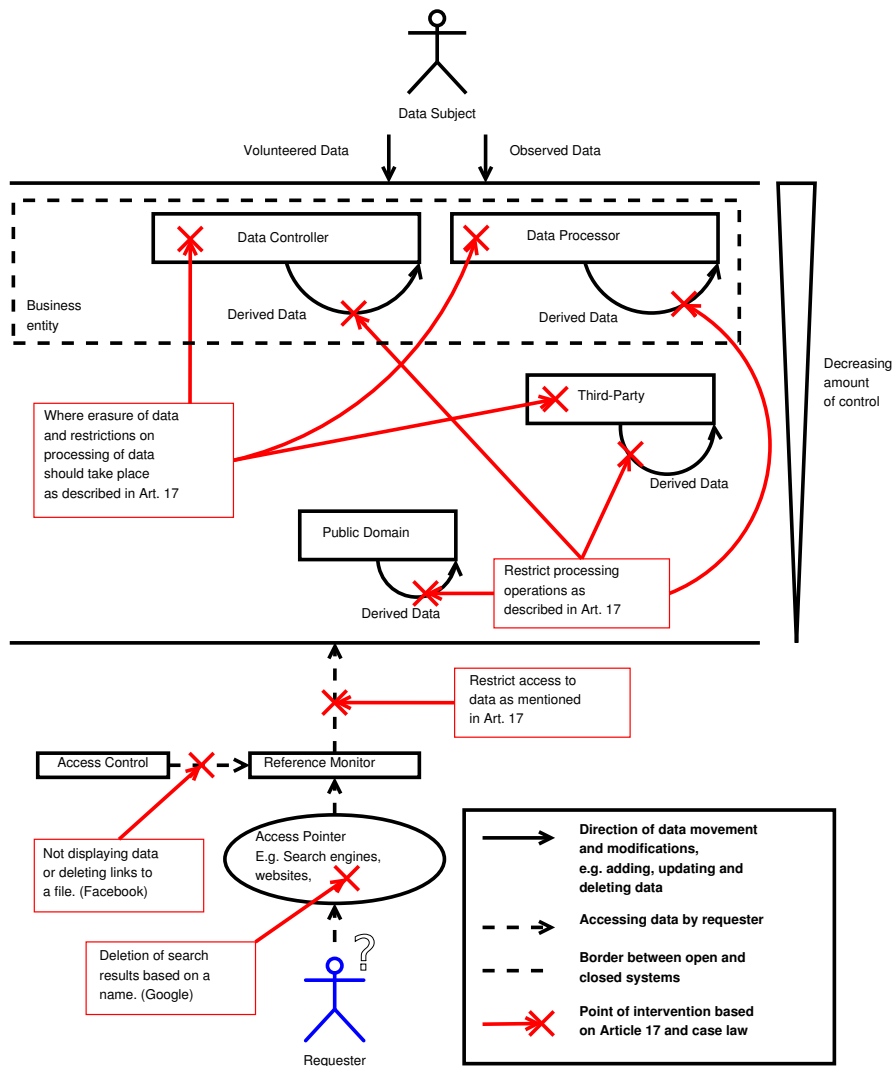 Data Subject
Volunteered Data
Observed Data
Data Controller
Data Processor
Derived Data
Derived Data
Business
entity
Decreasing
amount
of control
Third-Party
Derived Data
Where erasure of data
and restrictions on
processing of data
should take place
as described in Art. 17
Public Domain
Derived Data
Restrict processing
operations as
described in Art. 17
Restrict access to
data as mentioned
in Art. 17
Access Control
Reference Monitor
Access Pointer
E.g. Search engines,
websites,
Not displaying data
or deleting links to
a file. (Facebook)
Deletion of search
results based on a
name. (Google)
?
Requester
Direction of data movement
and modifications,
e.g. adding, updating and
deleting data
Accessing data by requester
Border between open and
closed systems
Point of intervention based
on Article 17 and case law